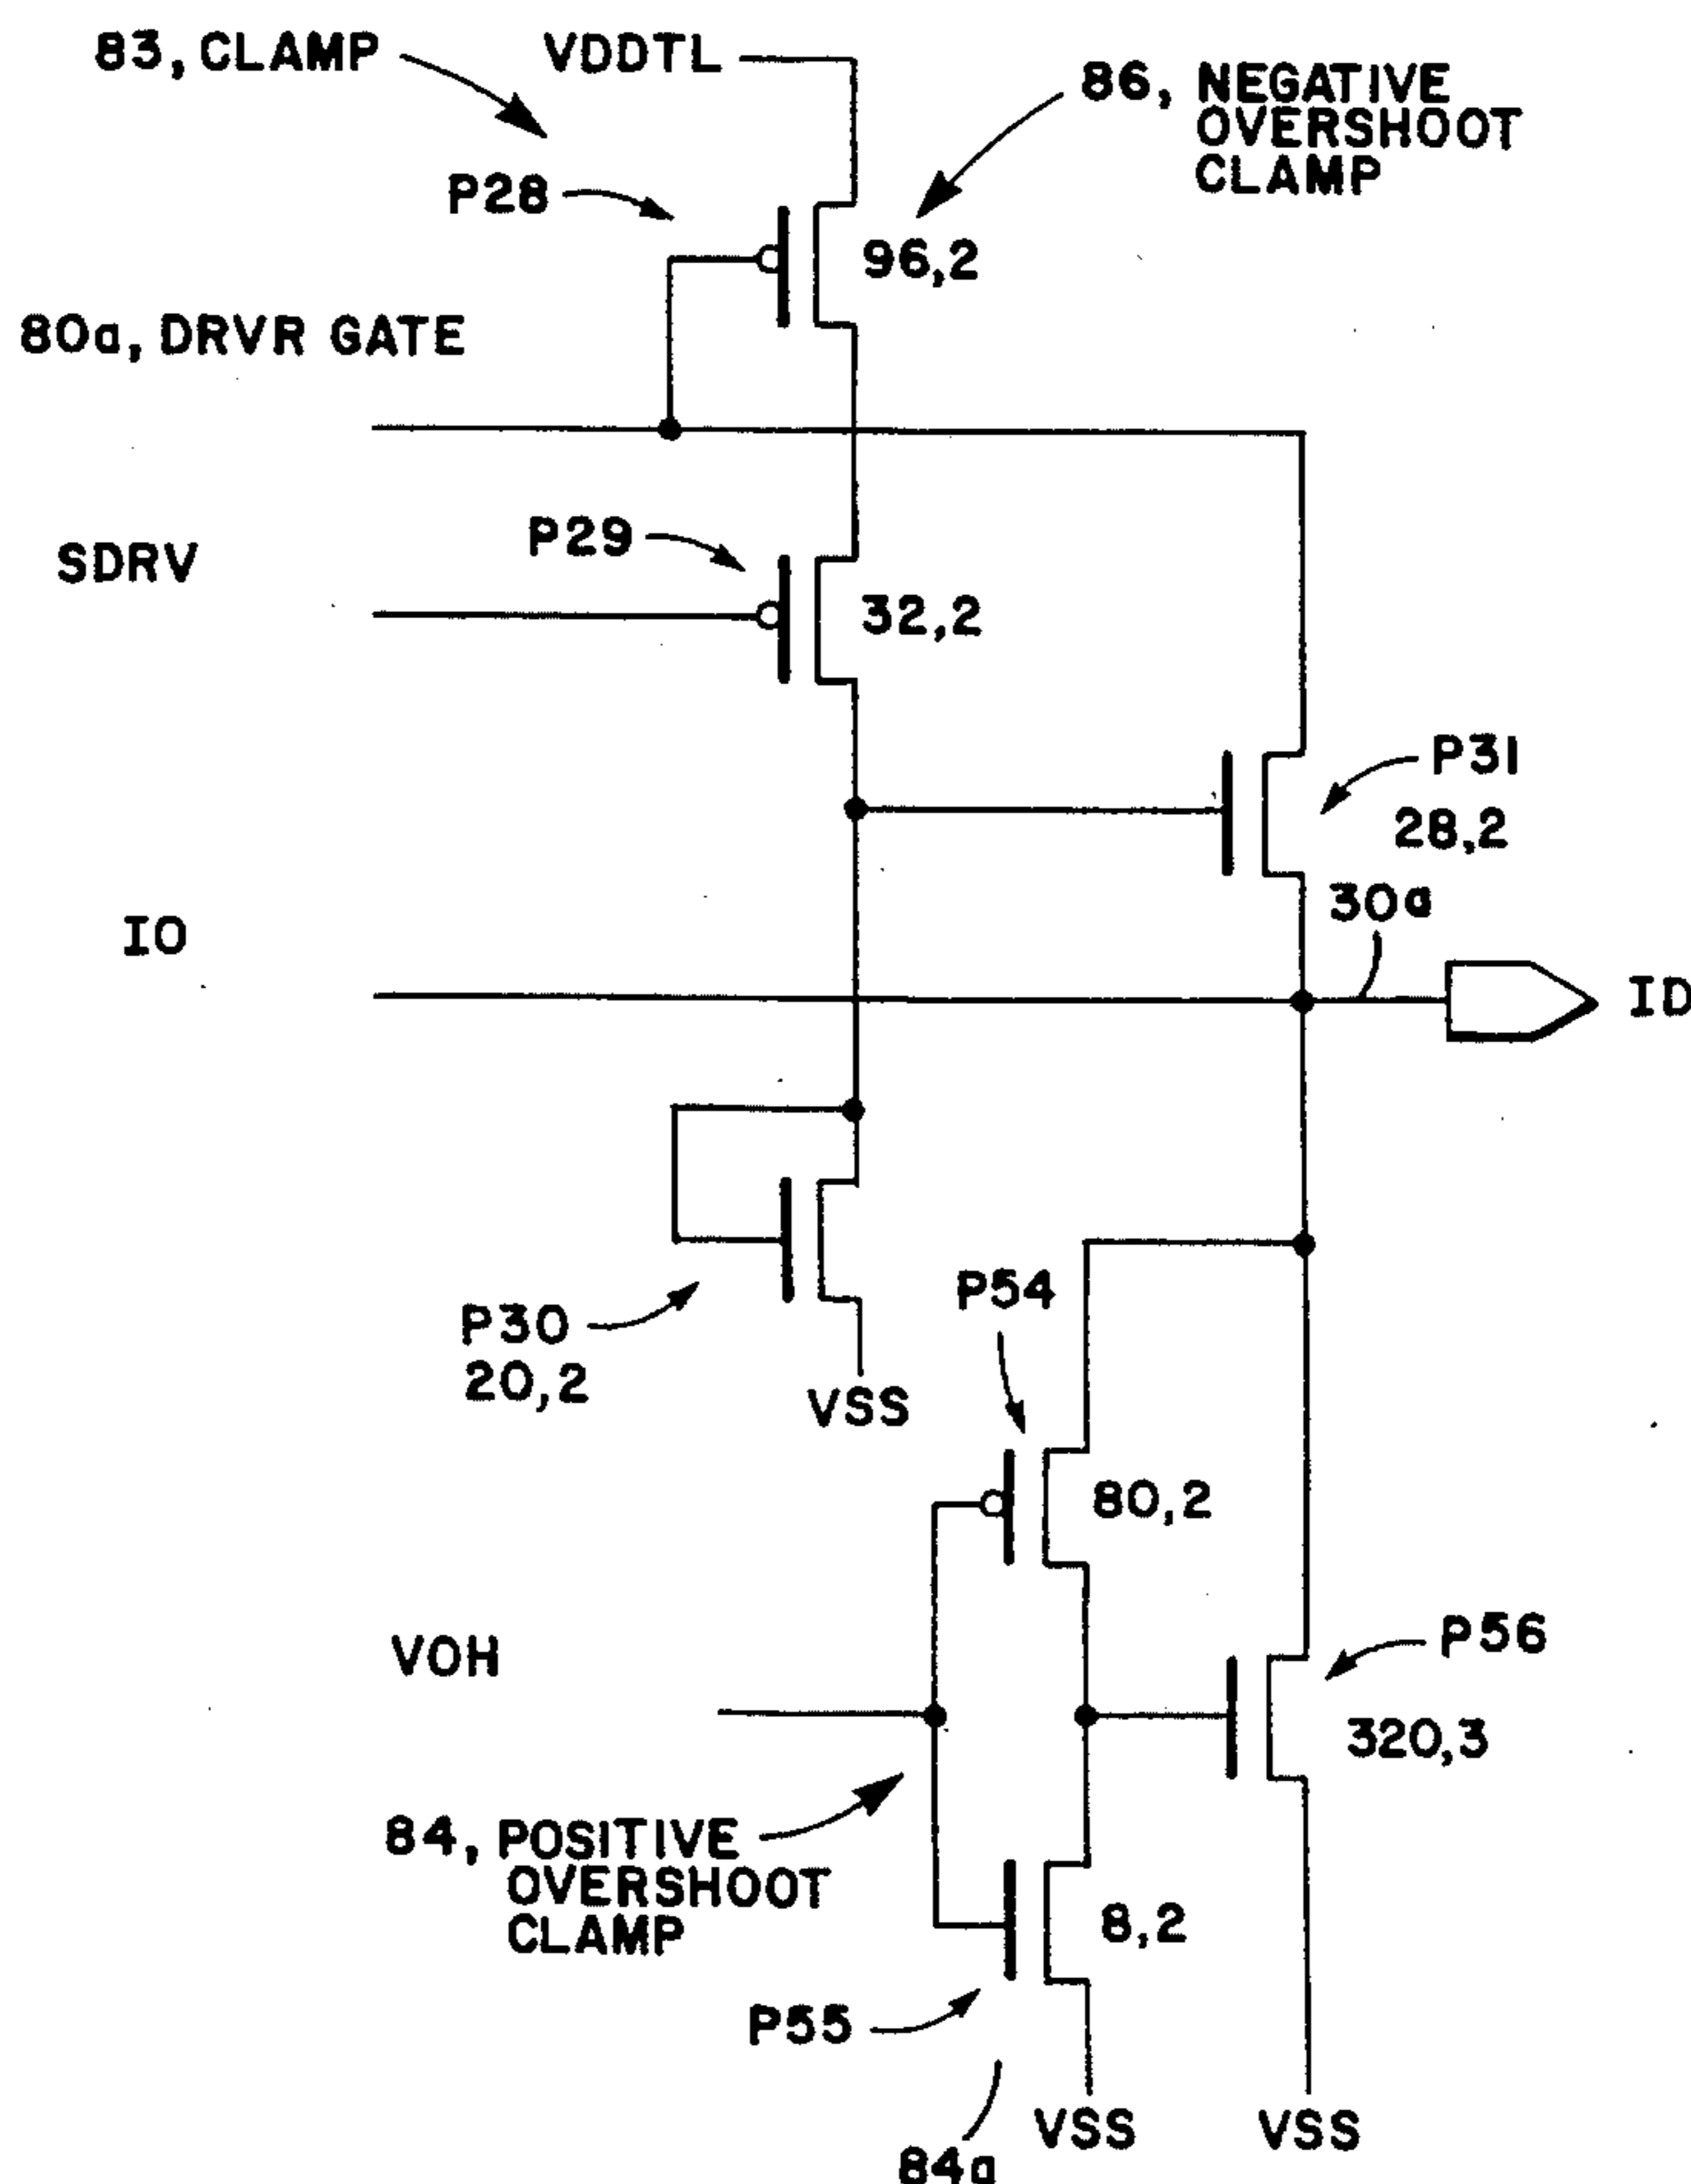 83, CLAMP
VDDTL
86, NEGATIVE
OVERSHOOT
CLAMP
P28
96,2
80a, DRVR GATE
P29
SDRV
32,2
P31
28,2
30a
IO
ID
P30
20,2
VSS
P54
80,2
VOH
P56
320,3
84, POSITIVE
OVERSHOOT
CLAMP
8,2
P55
VSS
VSS
84a